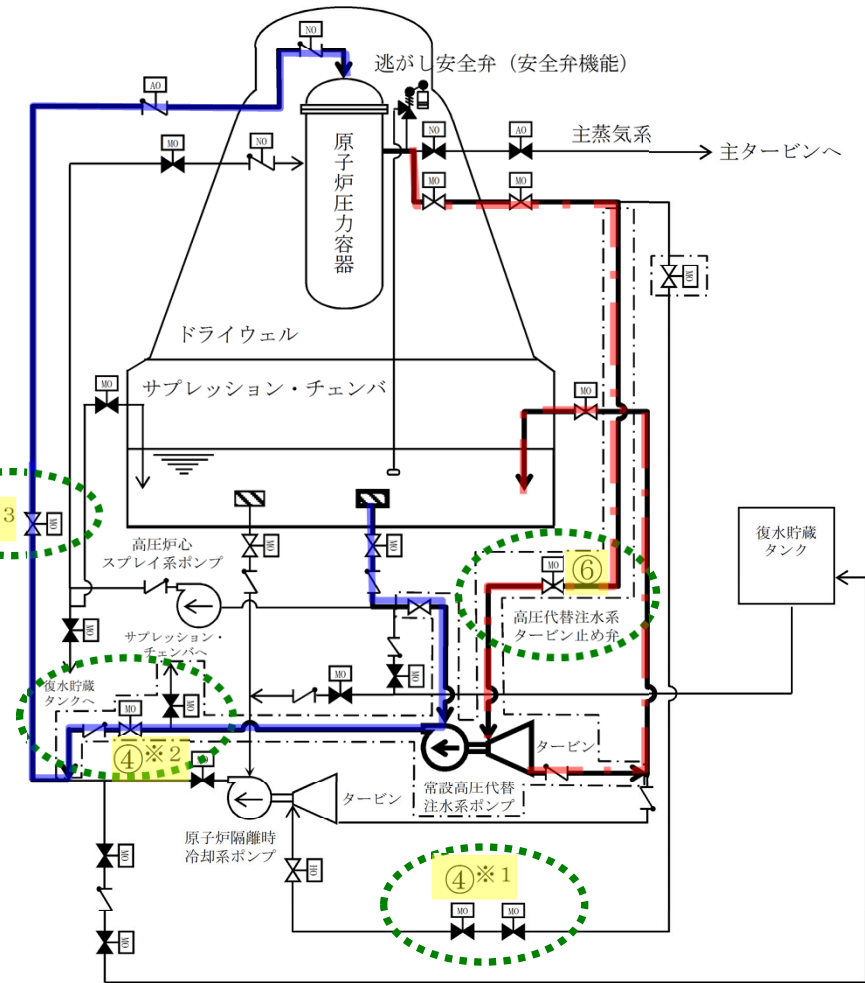 NO
逃がし安全弁（安全弁機能）
AO
MO
NO
NO
AO
主蒸気系
主タービンへ
原子炉圧力容器
MO
MO
MO
ドライウェル
サプレッション・チェンバ
MO
MO
3
MO
高圧炉心
スプレイ系ポンプ
MO
MO
MO
⑥
高圧代替注水系
タービン止め弁
復水貯蔵
タンク
サプレッション・
チェンバへ
MO
MO
MO
復水貯蔵
タンクへ
MO
MO
④※2
MO
タービン
常設高圧代替
注水系ポンプ
タービン
原子炉隔離時
冷却系ポンプ
MO
HO
④※1
MO
MO
MO